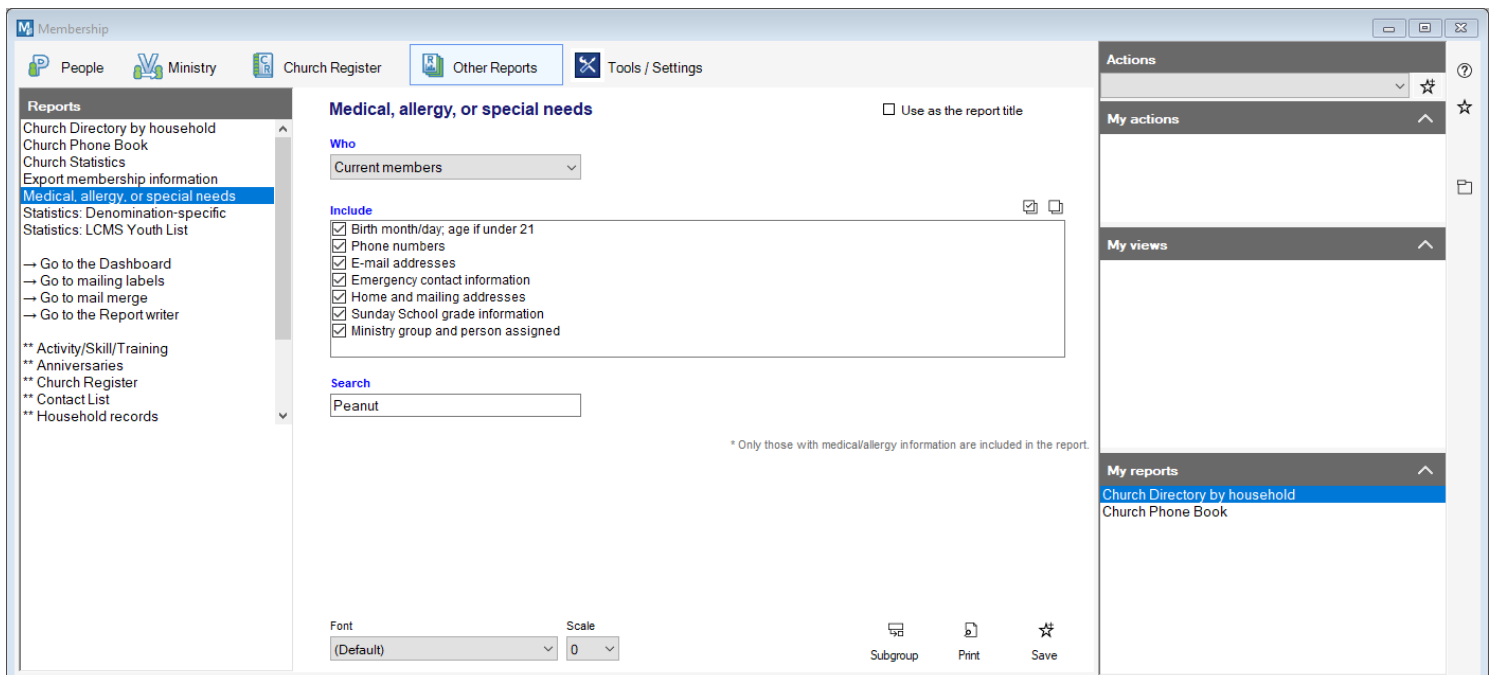 Membership
People
Ministry
Church Register
Other Reports
Tools / Settings
Reports
Church Directory by household
Church Phone Book
Church Statistics
Export membership information
Medical, allergy, or special needs
Statistics: Denomination-specific
Statistics: LCMS Youth List
→ Go to the Dashboard
→ Go to mailing labels
→ Go to mail merge
→ Go to the Report writer
** Activity/Skill/Training
** Anniversaries
** Church Register
** Contact List
** Household records
Medical, allergy, or special needs
Use as the report title
Who
Current members
Include
Birth month/day; age if under 21
Phone numbers
E-mail addresses
Emergency contact information
Home and mailing addresses
Sunday School grade information
Ministry group and person assigned
Search
Peanut
* Only those with medical/allergy information are included in the report.
Font
Scale
(Default)
0
Subgroup
Print
Save
Actions
My actions
My views
My reports
Church Directory by household
Church Phone Book